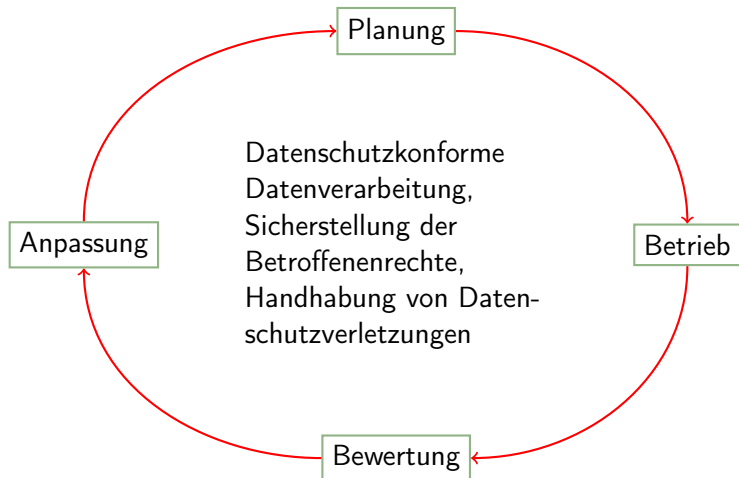 Planung
Datenschutzkonforme
Datenverarbeitung,
Sicherstellung der
Betroffenenrechte,
Handhabung von Daten-
schutzverletzungen
Anpassung
Betrieb
Bewertung